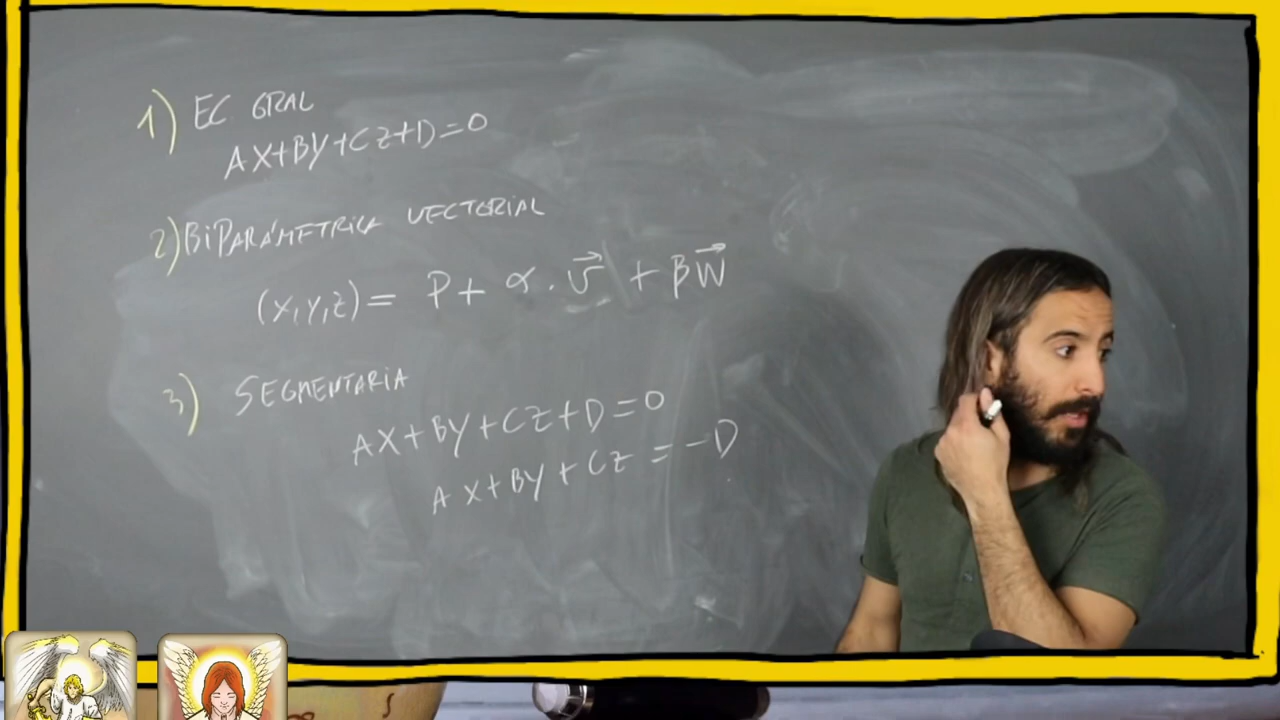 1) EC GRAL
AX+BY+CZ+D=0
2) BIPARÁMETRICA VECTORIAL
(X,Y,Z)= P+ α. v⃗ + βw⃗
3) SEGMENTARIA
AX+BY+CZ+D=0
AX+BY+CZ=-D